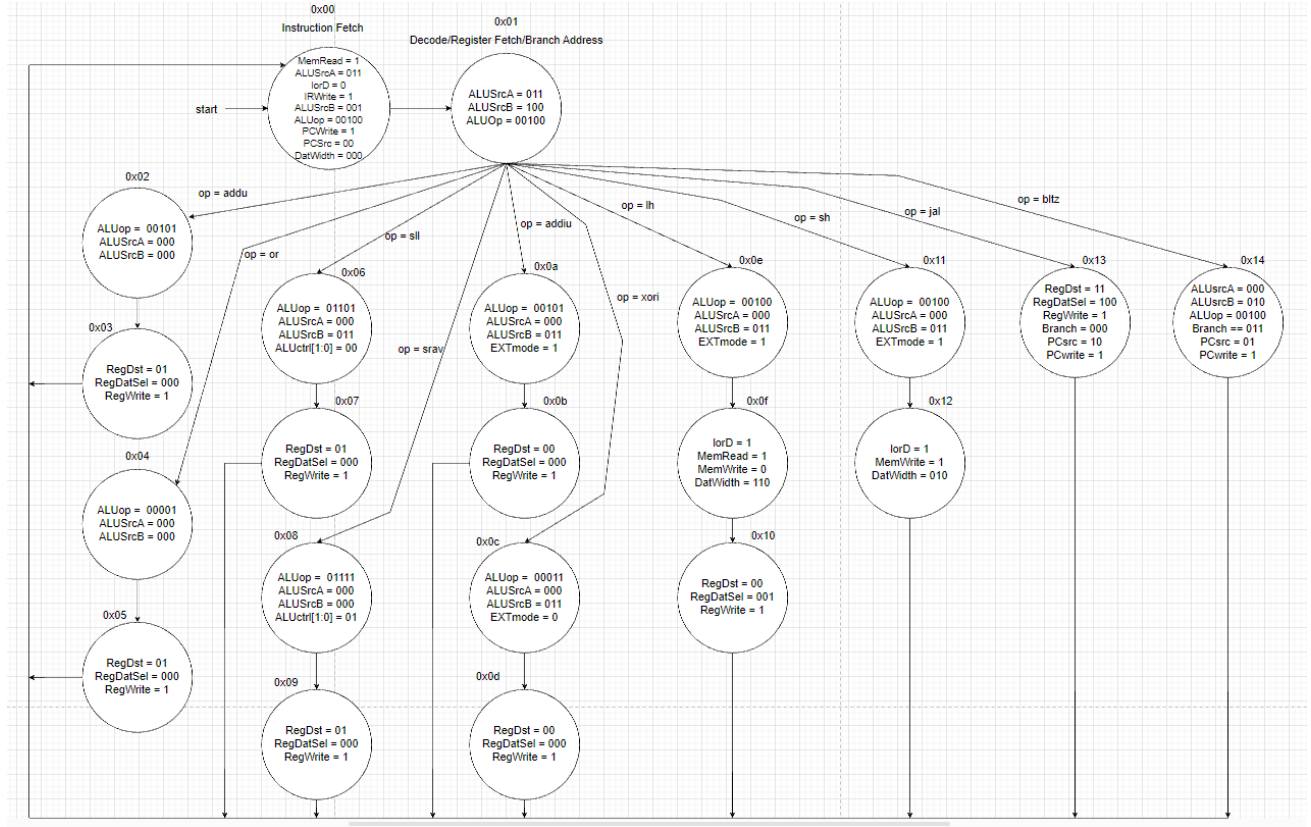 0x00
Instruction Fetch
MemRead = 1
ALUSrcA = 011
IorD = 0
IRWrite = 1
ALUSrcB = 001
ALUop = 00100
PCWrite = 1
PCSrc = 00
DatWidth = 000
start
0x01
Decode/Register Fetch/Branch Address
ALUSrcA = 011
ALUSrcB = 100
ALUOp = 00100
op = addu
op = or
op = sll
op = srav
op = addiu
op = xori
op = lh
op = sh
op = jal
op = bltz
0x02
ALUop = 00101
ALUSrcA = 000
ALUSrcB = 000
0x03
RegDst = 01
RegDatSel = 000
RegWrite = 1
0x04
ALUop = 00001
ALUSrcA = 000
ALUSrcB = 000
0x05
RegDst = 01
RegDatSel = 000
RegWrite = 1
0x06
ALUop = 01101
ALUSrcA = 000
ALUSrcB = 011
ALUctrl[1:0] = 00
0x07
RegDst = 01
RegDatSel = 000
RegWrite = 1
0x08
ALUop = 01111
ALUSrcA = 000
ALUSrcB = 000
ALUctrl[1:0] = 01
0x09
RegDst = 01
RegDatSel = 000
RegWrite = 1
0x0a
ALUop = 00101
ALUSrcA = 000
ALUSrcB = 011
EXTmode = 1
0x0b
RegDst = 00
RegDatSel = 000
RegWrite = 1
0x0c
ALUop = 00011
ALUSrcA = 000
ALUSrcB = 011
EXTmode = 0
0x0d
RegDst = 00
RegDatSel = 000
RegWrite = 1
0x0e
ALUop = 00100
ALUSrcA = 000
ALUSrcB = 011
EXTmode = 1
0x0f
IorD = 1
MemRead = 1
MemWrite = 0
DatWidth = 110
0x10
RegDst = 00
RegDatSel = 001
RegWrite = 1
0x11
ALUop = 00100
ALUSrcA = 000
ALUSrcB = 011
EXTmode = 1
0x12
IorD = 1
MemWrite = 1
DatWidth = 010
0x13
RegDst = 11
RegDatSel = 100
RegWrite = 1
Branch = 000
PCsrc = 10
PCwrite = 1
0x14
ALUsrcA = 000
ALUsrcB = 010
ALUop = 00100
Branch == 011
PCsrc = 01
PCwrite = 1